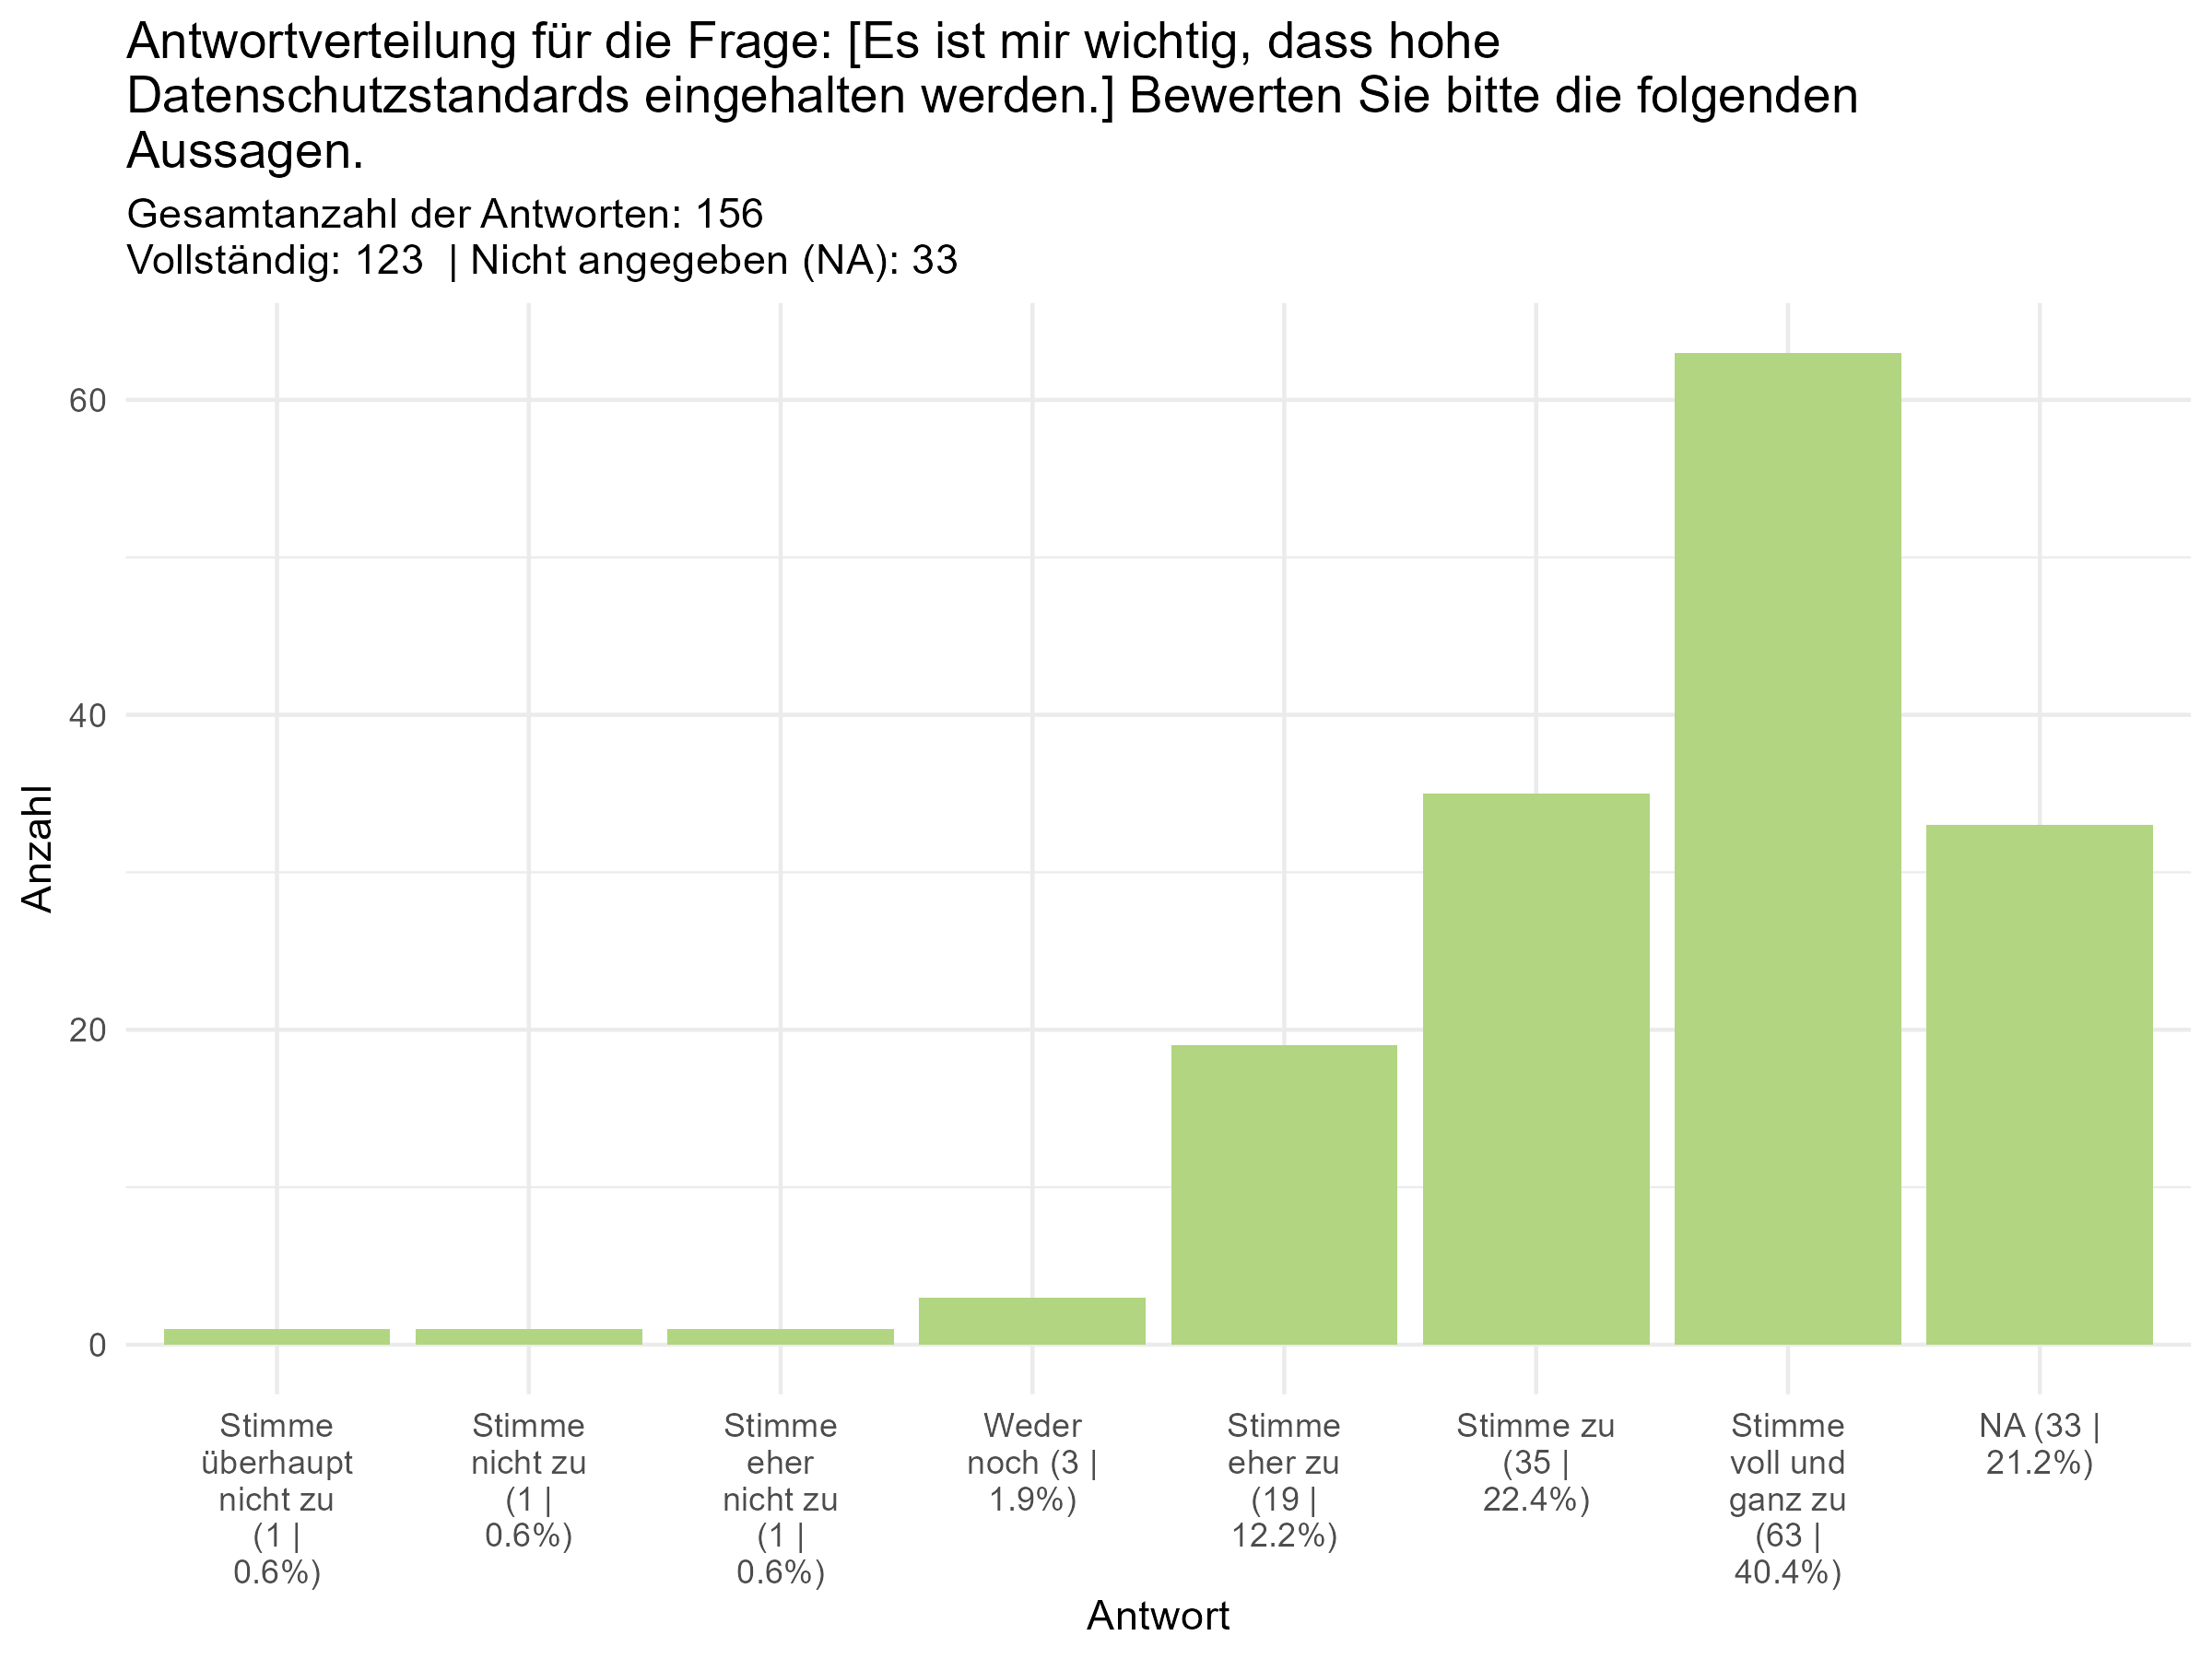 Antwortverteilung für die Frage: [Es ist mir wichtig, dass hohe
Datenschutzstandards eingehalten werden.] Bewerten Sie bitte die folgenden
Aussagen.
Gesamtanzahl der Antworten: 156
Vollständig: 123  | Nicht angegeben (NA): 33
Anzahl
60
40
20
0
Stimme
überhaupt
nicht zu
(1 |
0.6%)
Stimme
nicht zu
(1 |
0.6%)
Stimme
eher
nicht zu
(1 |
0.6%)
Weder
noch (3 |
1.9%)
Stimme
eher zu
(19 |
12.2%)
Stimme zu
(35 |
22.4%)
Stimme
voll und
ganz zu
(63 |
40.4%)
NA (33 |
21.2%)
Antwort